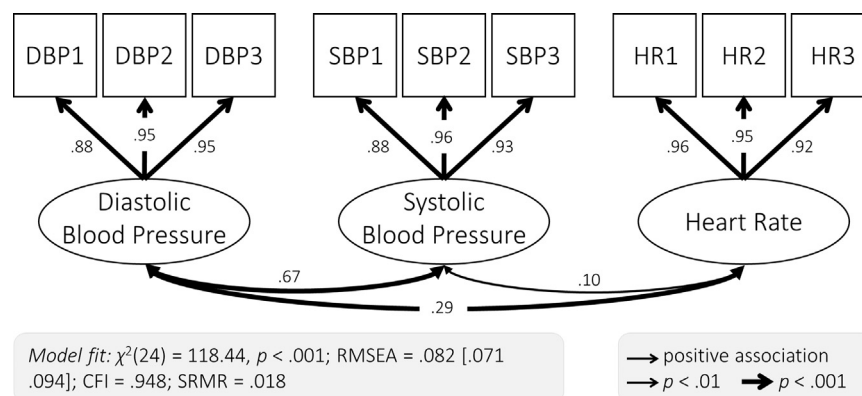 DBP1 DBP2 DBP3 SBP1 SBP2 SBP3 HR1 HR2 HR3
.88 .95 .95 .88 .96 .93 .96 .95 .92
Diastolic Systolic Heart Rate
Blood Pressure Blood Pressure
.67 .10
.29
Model fit: χ²(24) = 118.44, p < .001; RMSEA = .082 [.071
.094]; CFI = .948; SRMR = .018
→ positive association
→ p < .01 → p < .001